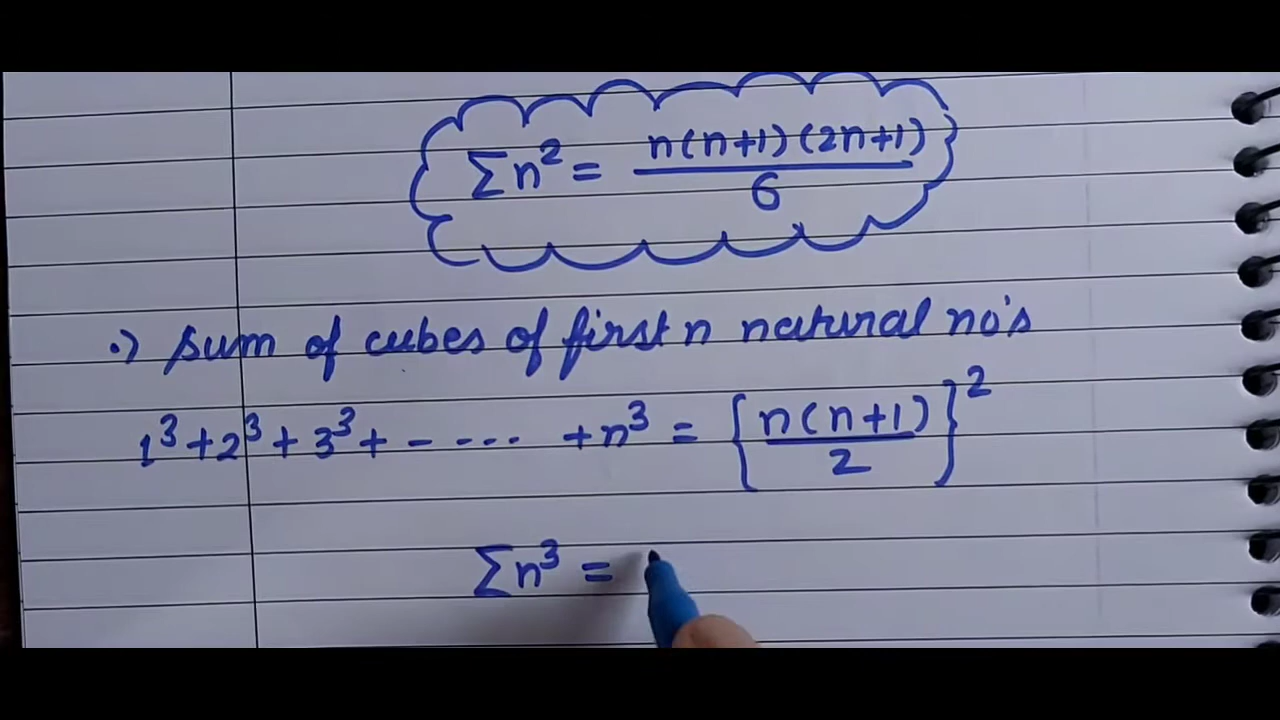 Σn² = n(n+1)(2n+1)/6
•) Sum of cubes of first n natural no's
1³+2³+3³+ - - - - - +n³ = {n(n+1)/2}²
Σn³ =